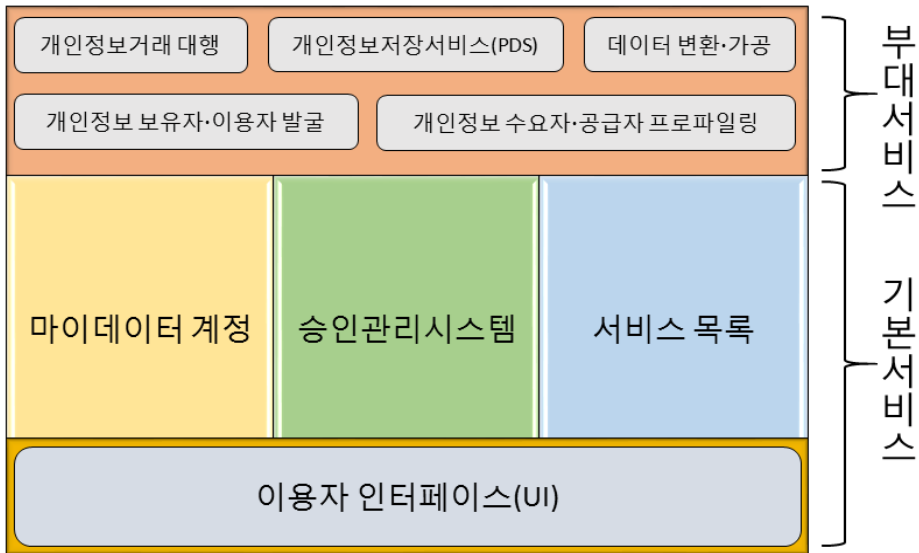 개인정보거래 대행
개인정보저장서비스(PDS)
데이터 변환·가공
개인정보 보유자·이용자 발굴
개인정보 수요자·공급자 프로파일링
부대서비스
마이데이터 계정
승인관리시스템
서비스 목록
기본서비스
이용자 인터페이스(UI)